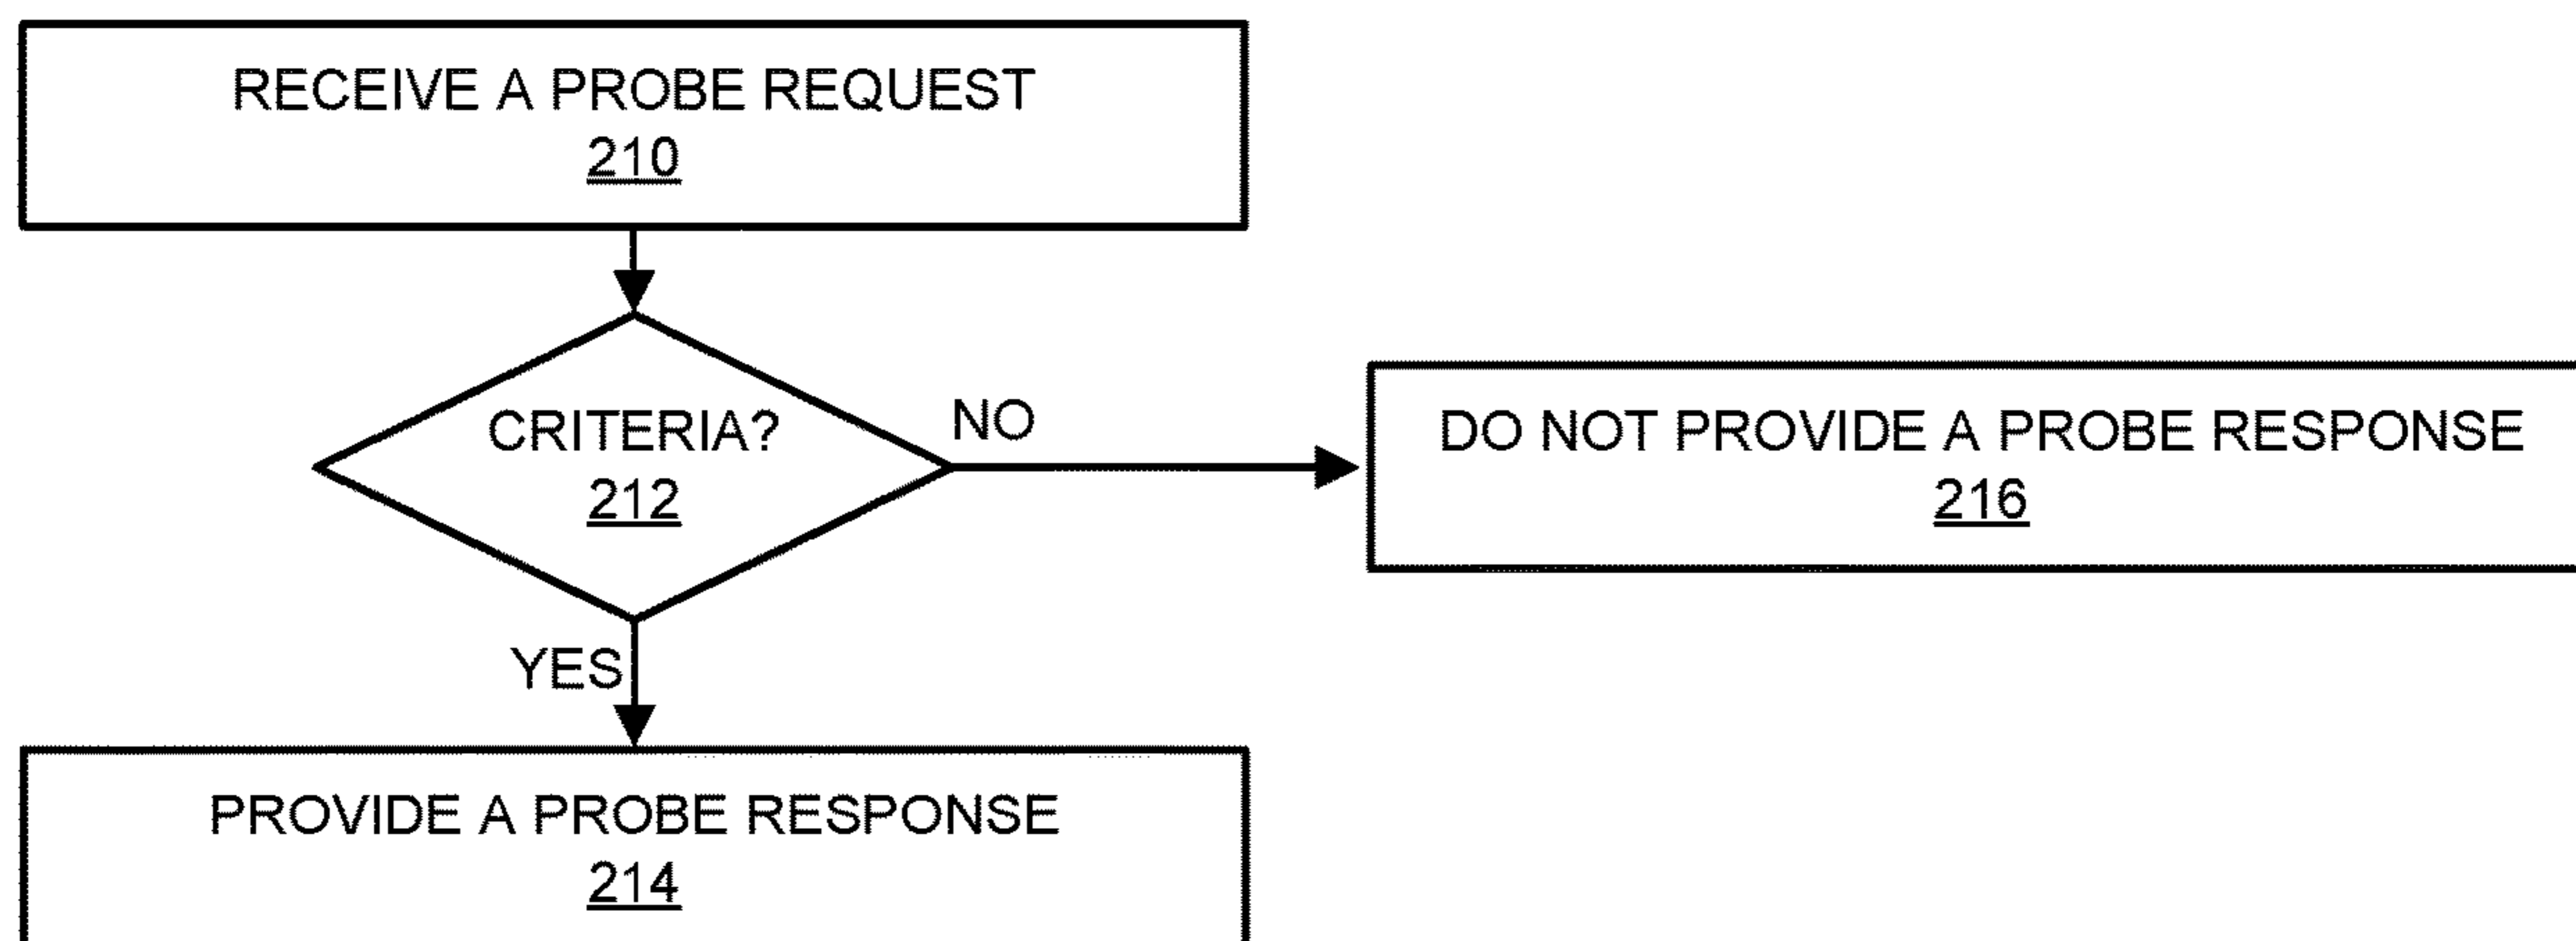 RECEIVE A PROBE REQUEST
210
CRITERIA?
212
NO
DO NOT PROVIDE A PROBE RESPONSE
216
YES
PROVIDE A PROBE RESPONSE
214